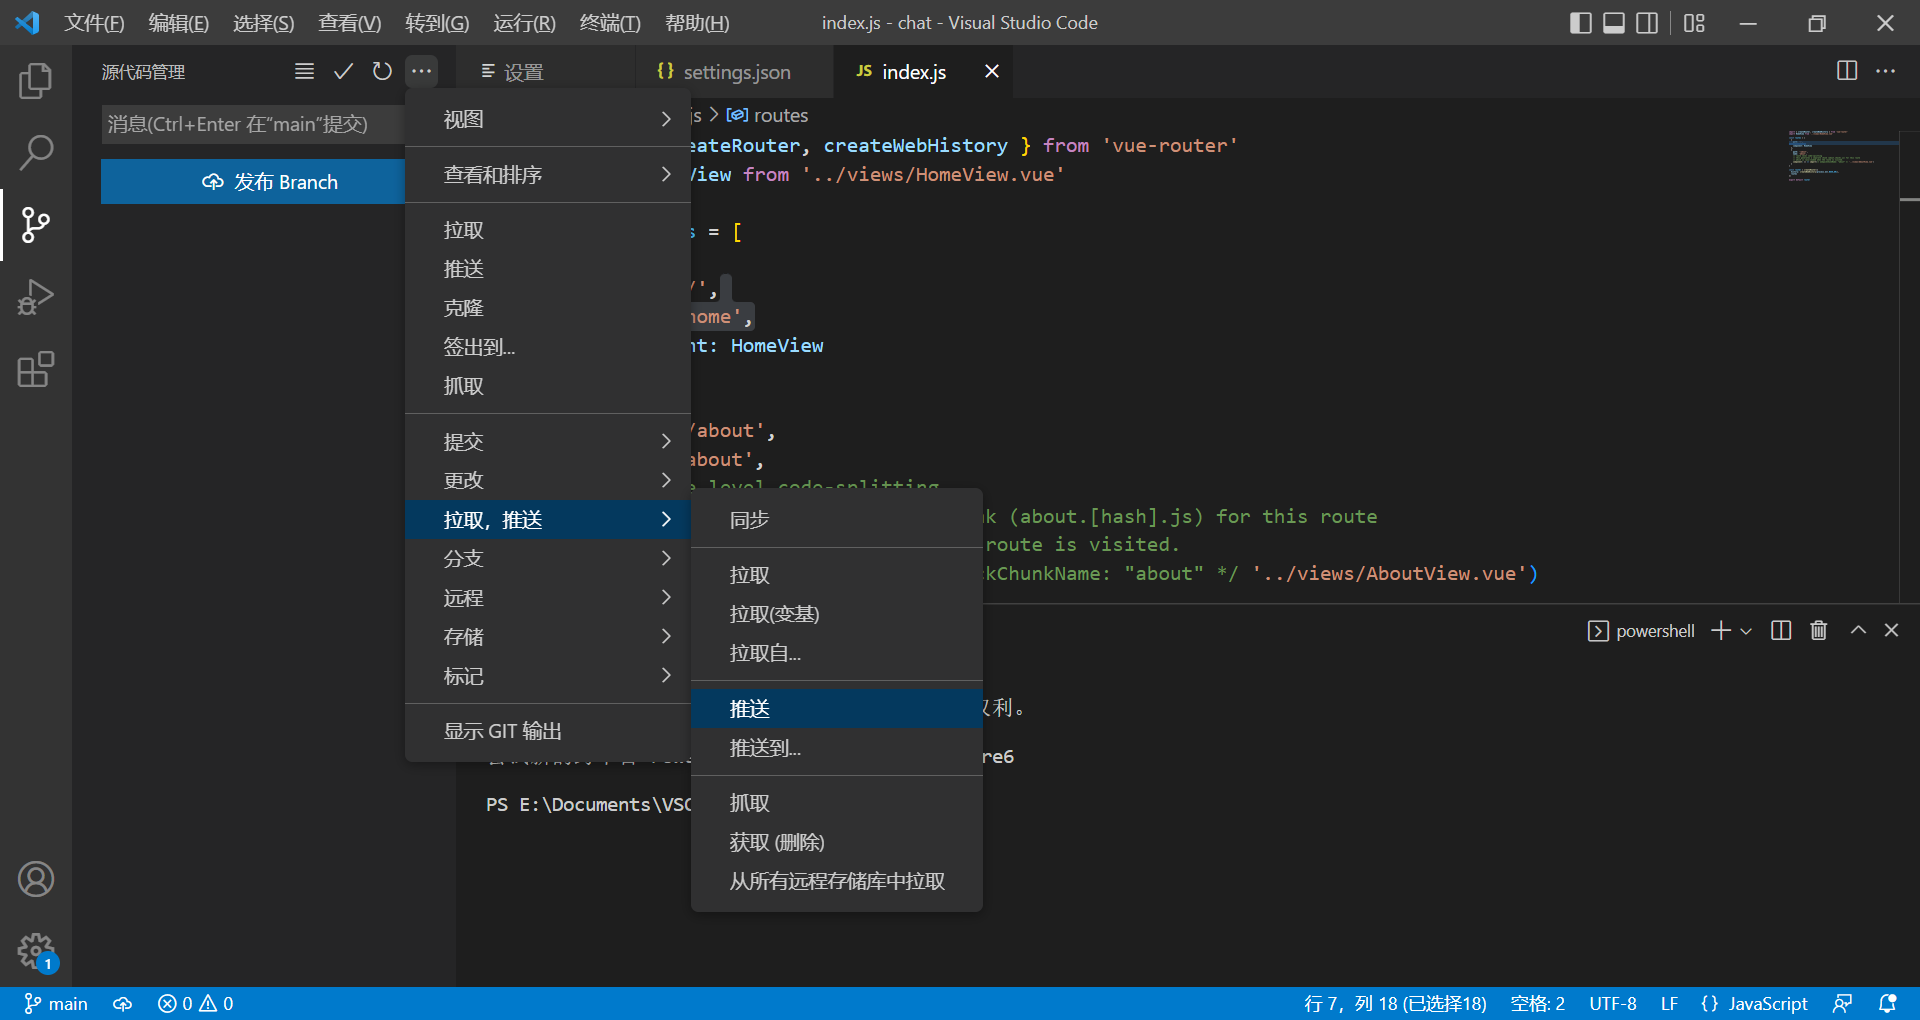 文件(F) 编辑(E) 选择(S) 查看(V) 转到(G) 运行(R) 终端(T) 帮助(H) index.js - chat - Visual Studio Code
源代码管理
设置 settings.json JS index.js
消息(Ctrl+Enter 在“main”提交)
发布 Branch
视图
查看和排序
拉取
推送
克隆
签出到...
抓取
提交
更改
拉取，推送
分支
远程
存储
标记
显示 GIT 输出
同步
拉取
拉取(变基)
拉取自...
推送
推送到...
抓取
获取 (删除)
从所有远程存储库中拉取
js > routes
eateRouter, createWebHistory } from 'vue-router'
View from '../views/HomeView.vue'
s = [
/',
home',
nt: HomeView
/about',
about',
e level code-splitting
nk (about.[hash].js) for this route
route is visited.
ckChunkName: "about" */ '../views/AboutView.vue')
powershell
利。
re6
PS E:\Documents\VSC
1
main 0 0 行 7，列 18 (已选择18) 空格: 2 UTF-8 LF {} JavaScript